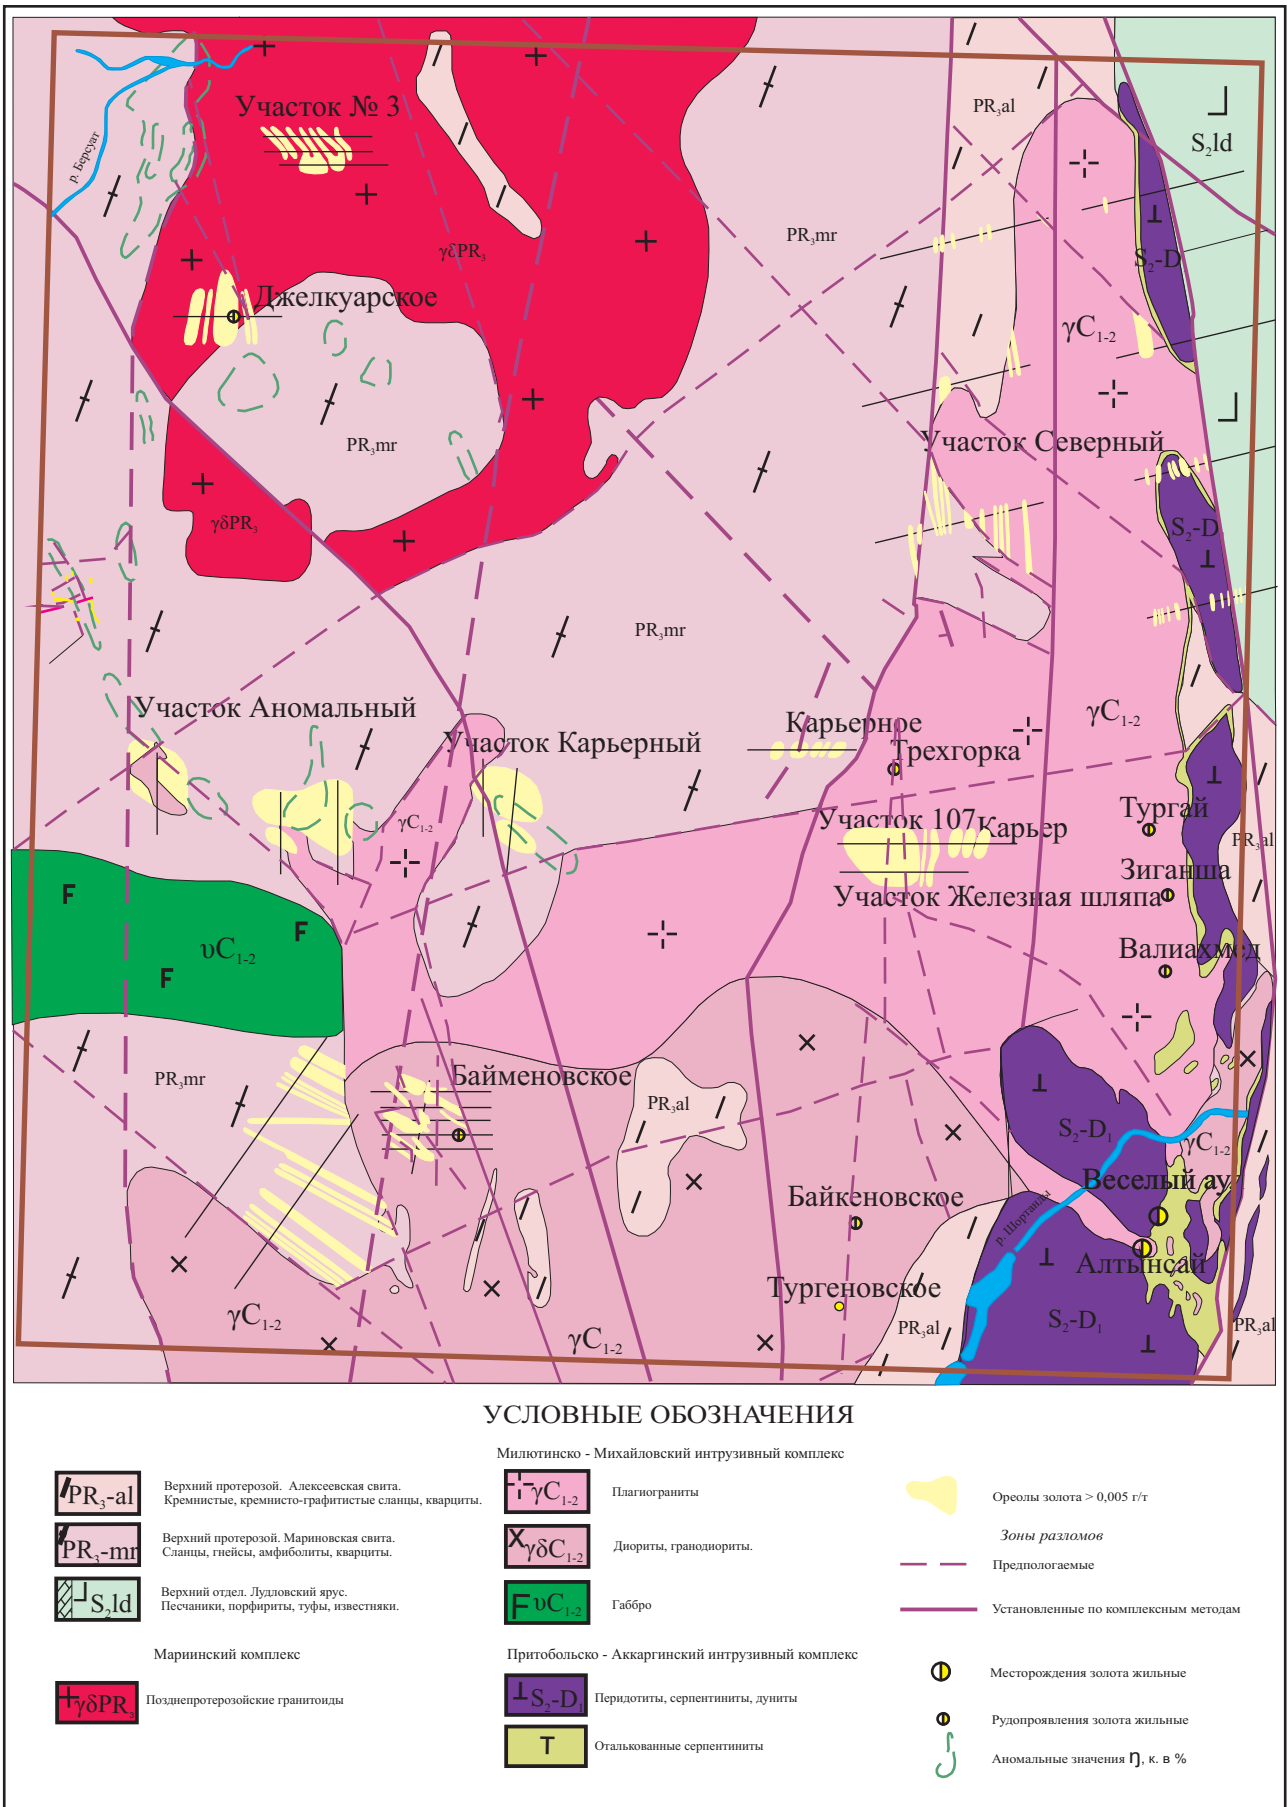 PR₃al
S₂ld
Участок № 3
р. Берсуат
PR₃mr
γδPR₃
S₂-D
Джелкуарское
γC₁₋₂
PR₃mr
Участок Северный
γδPR₃
S₂-D
PR₃mr
Участок Аномальный
γC₁₋₂
Карьерное
Участок Карьерный
Трехгорка
Тургай
Участок 107
Карьер
γC₁₋₂
PR₃al
Зиганша
Участок Железная шляпа
υC₁₋₂
Валиахмед
F
F
F
PR₃mr
Байменовское
PR₃al
S₂-D₁
γC₁₋₂
Веселый ау
Байкеновское
р. Шортанды
Алтынсай
Тургеновское
γC₁₋₂
γC₁₋₂
PR₃al
S₂-D₁
PR₃al
УСЛОВНЫЕ ОБОЗНАЧЕНИЯ
Милютинско - Михайловский интрузивный комплекс
PR₃-al
Верхний протерозой. Алексеевская свита.
Кремнистые, кремнисто-графитистые сланцы, кварциты.
PR₃-mr
Верхний протерозой. Мариновская свита.
Сланцы, гнейсы, амфиболиты, кварциты.
S₂ld
Верхний отдел. Лудловский ярус.
Песчаники, порфириты, туфы, известняки.
Мариинский комплекс
γδPR₃
Позднепротерозойские гранитоиды
γC₁₋₂
Плагиограниты
γδC₁₋₂
Диориты, гранодиориты.
F υC₁₋₂
Габбро
Притобольско - Аккаргинский интрузивный комплекс
S₂-D₁
Перидотиты, серпентиниты, дуниты
Т
Оталькованные серпентиниты
Ореолы золота > 0,005 г/т
Зоны разломов
Предпологаемые
Установленные по комплексным методам
Месторождения золота жильные
Рудопроявления золота жильные
Аномальные значения η, к. в %